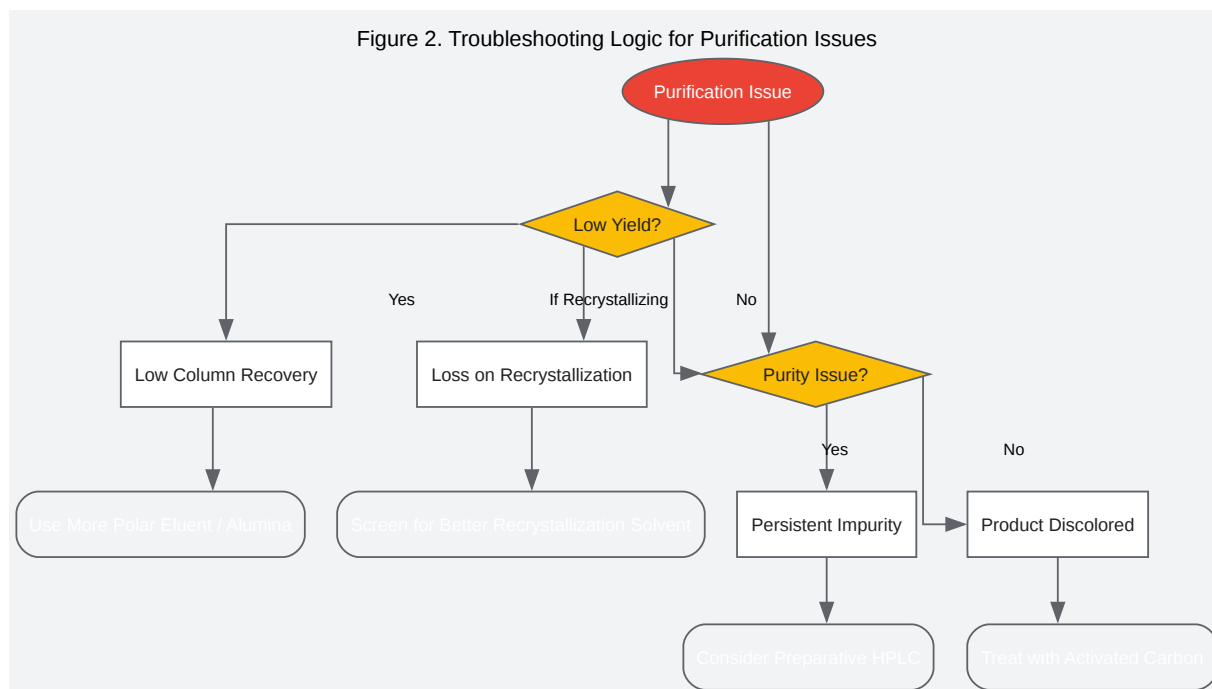 Figure 2. Troubleshooting Logic for Purification Issues
Purification Issue
Low Yield?
Yes
If Recrystallizing
No
Low Column Recovery
Loss on Recrystallization
Purity Issue?
Yes
No
Use More Polar Eluent / Alumina
Screen for Better Recrystallization Solvent
Persistent Impurity
Product Discolored
Consider Preparative HPLC
Treat with Activated Carbon